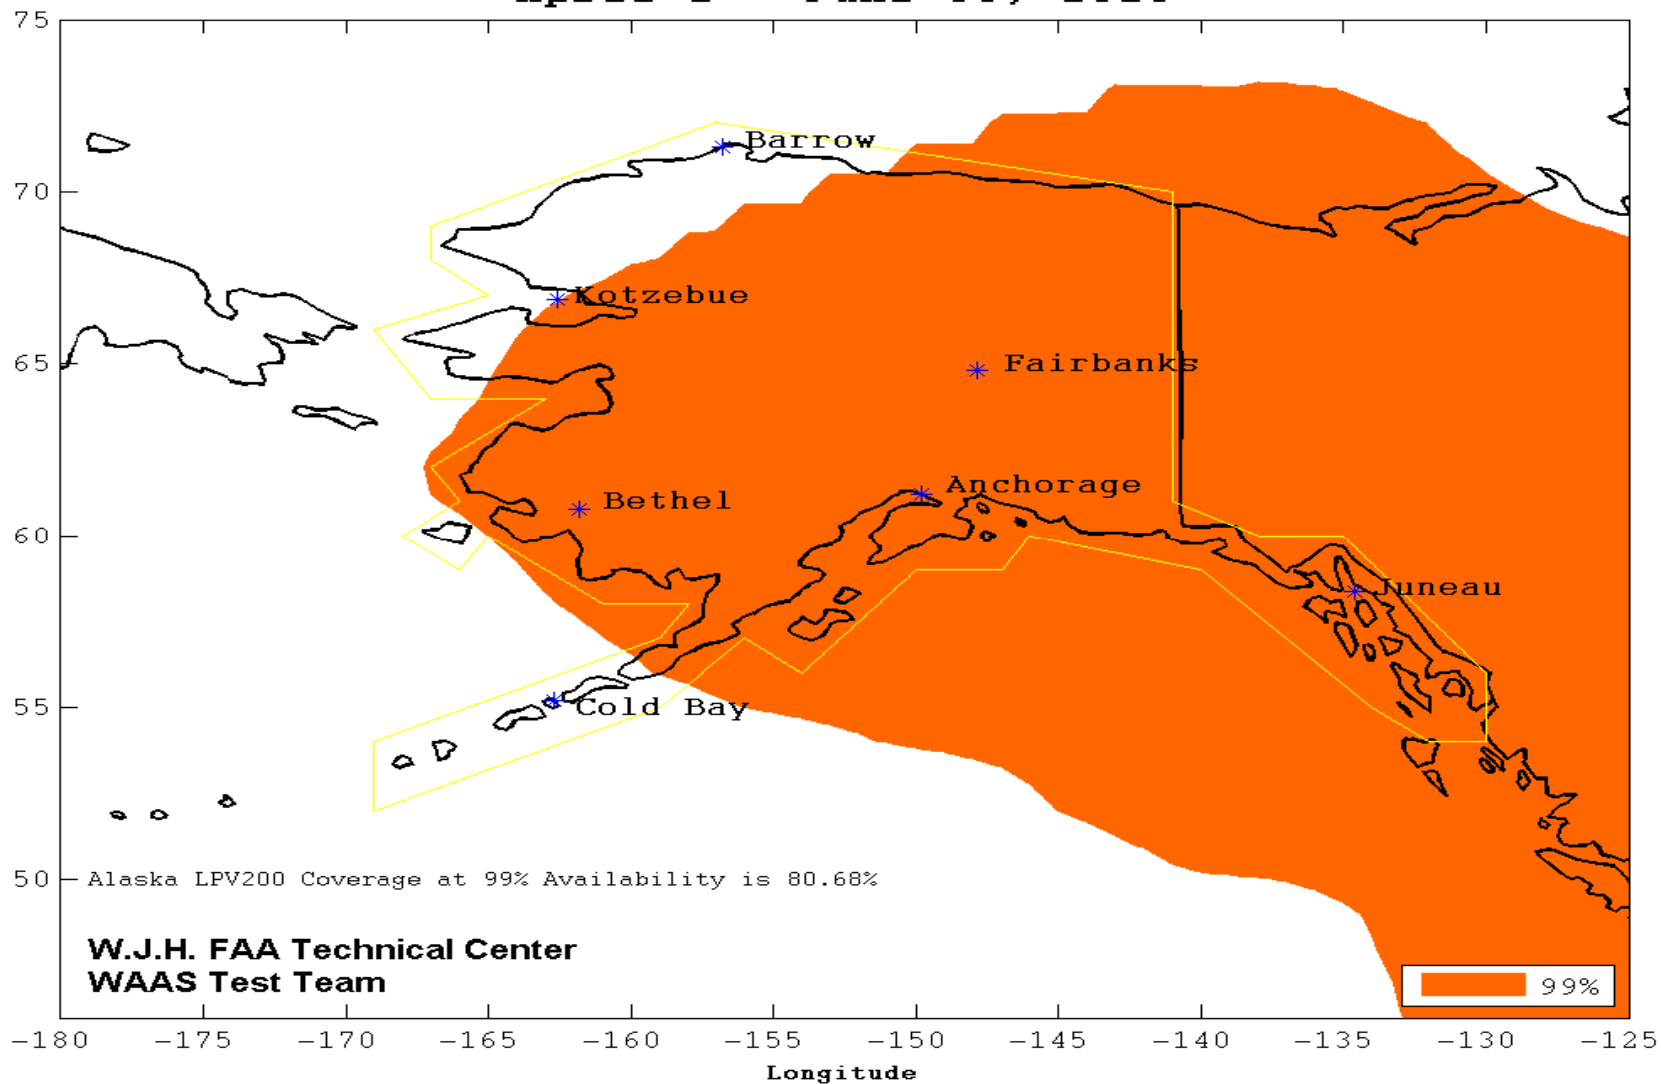 75
Barrow
70
Kotzebue
65
Fairbanks
Anchorage
Bethel
60
Juneau
55
Cold Bay
50
Alaska LPV200 Coverage at 99% Availability is 80.68%
W.J.H. FAA Technical Center
WAAS Test Team
99%
-180 -175 -170 -165 -160 -155 -150 -145 -140 -135 -130 -125
Longitude